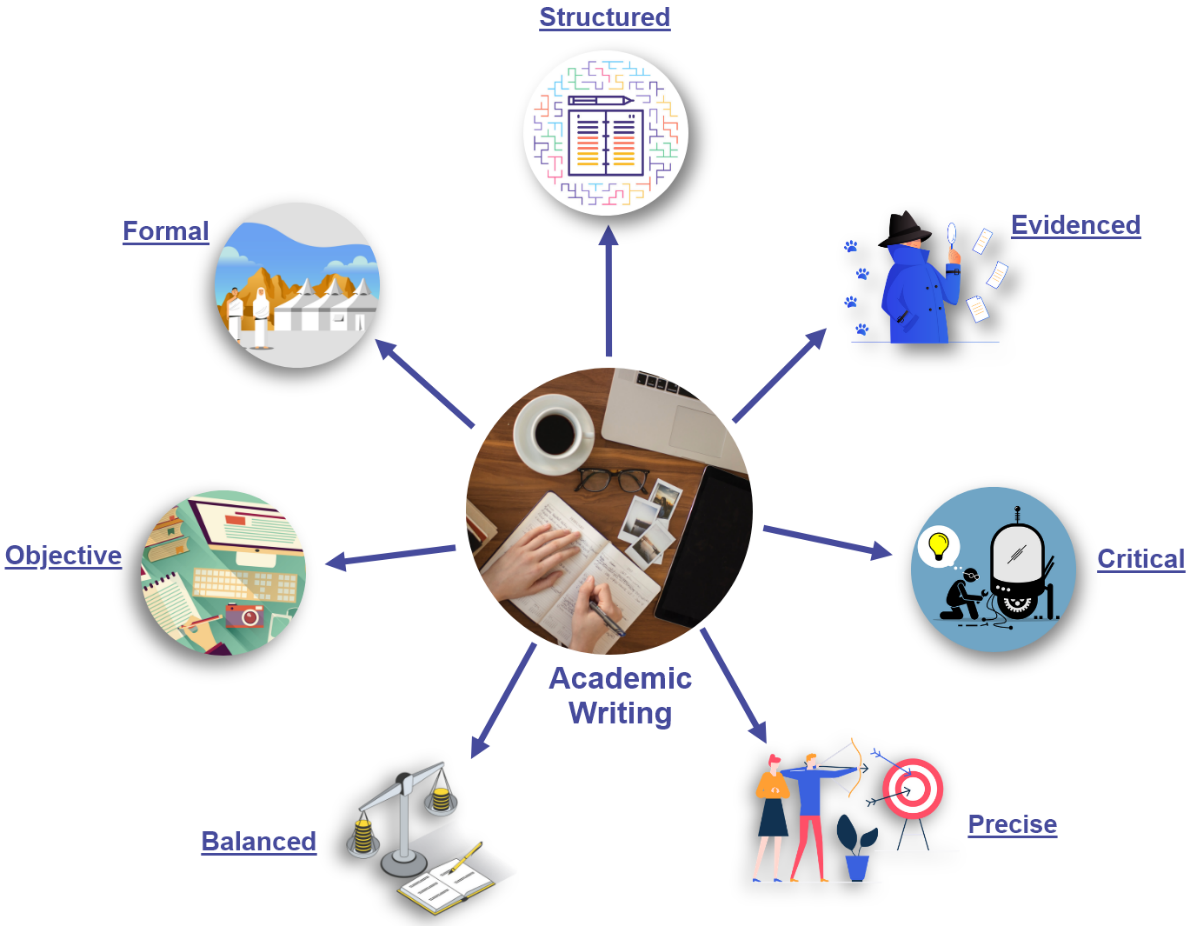 Structured
Formal
Evidenced
Objective
Critical
Academic
Writing
Balanced
Precise